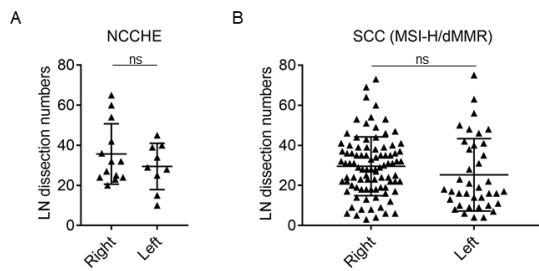 A
NCCHE
ns
LN dissection numbers
80
60
40
20
0
Right
Left
B
SCC (MSI-H/dMMR)
ns
LN dissection numbers
80
60
40
20
0
Right
Left